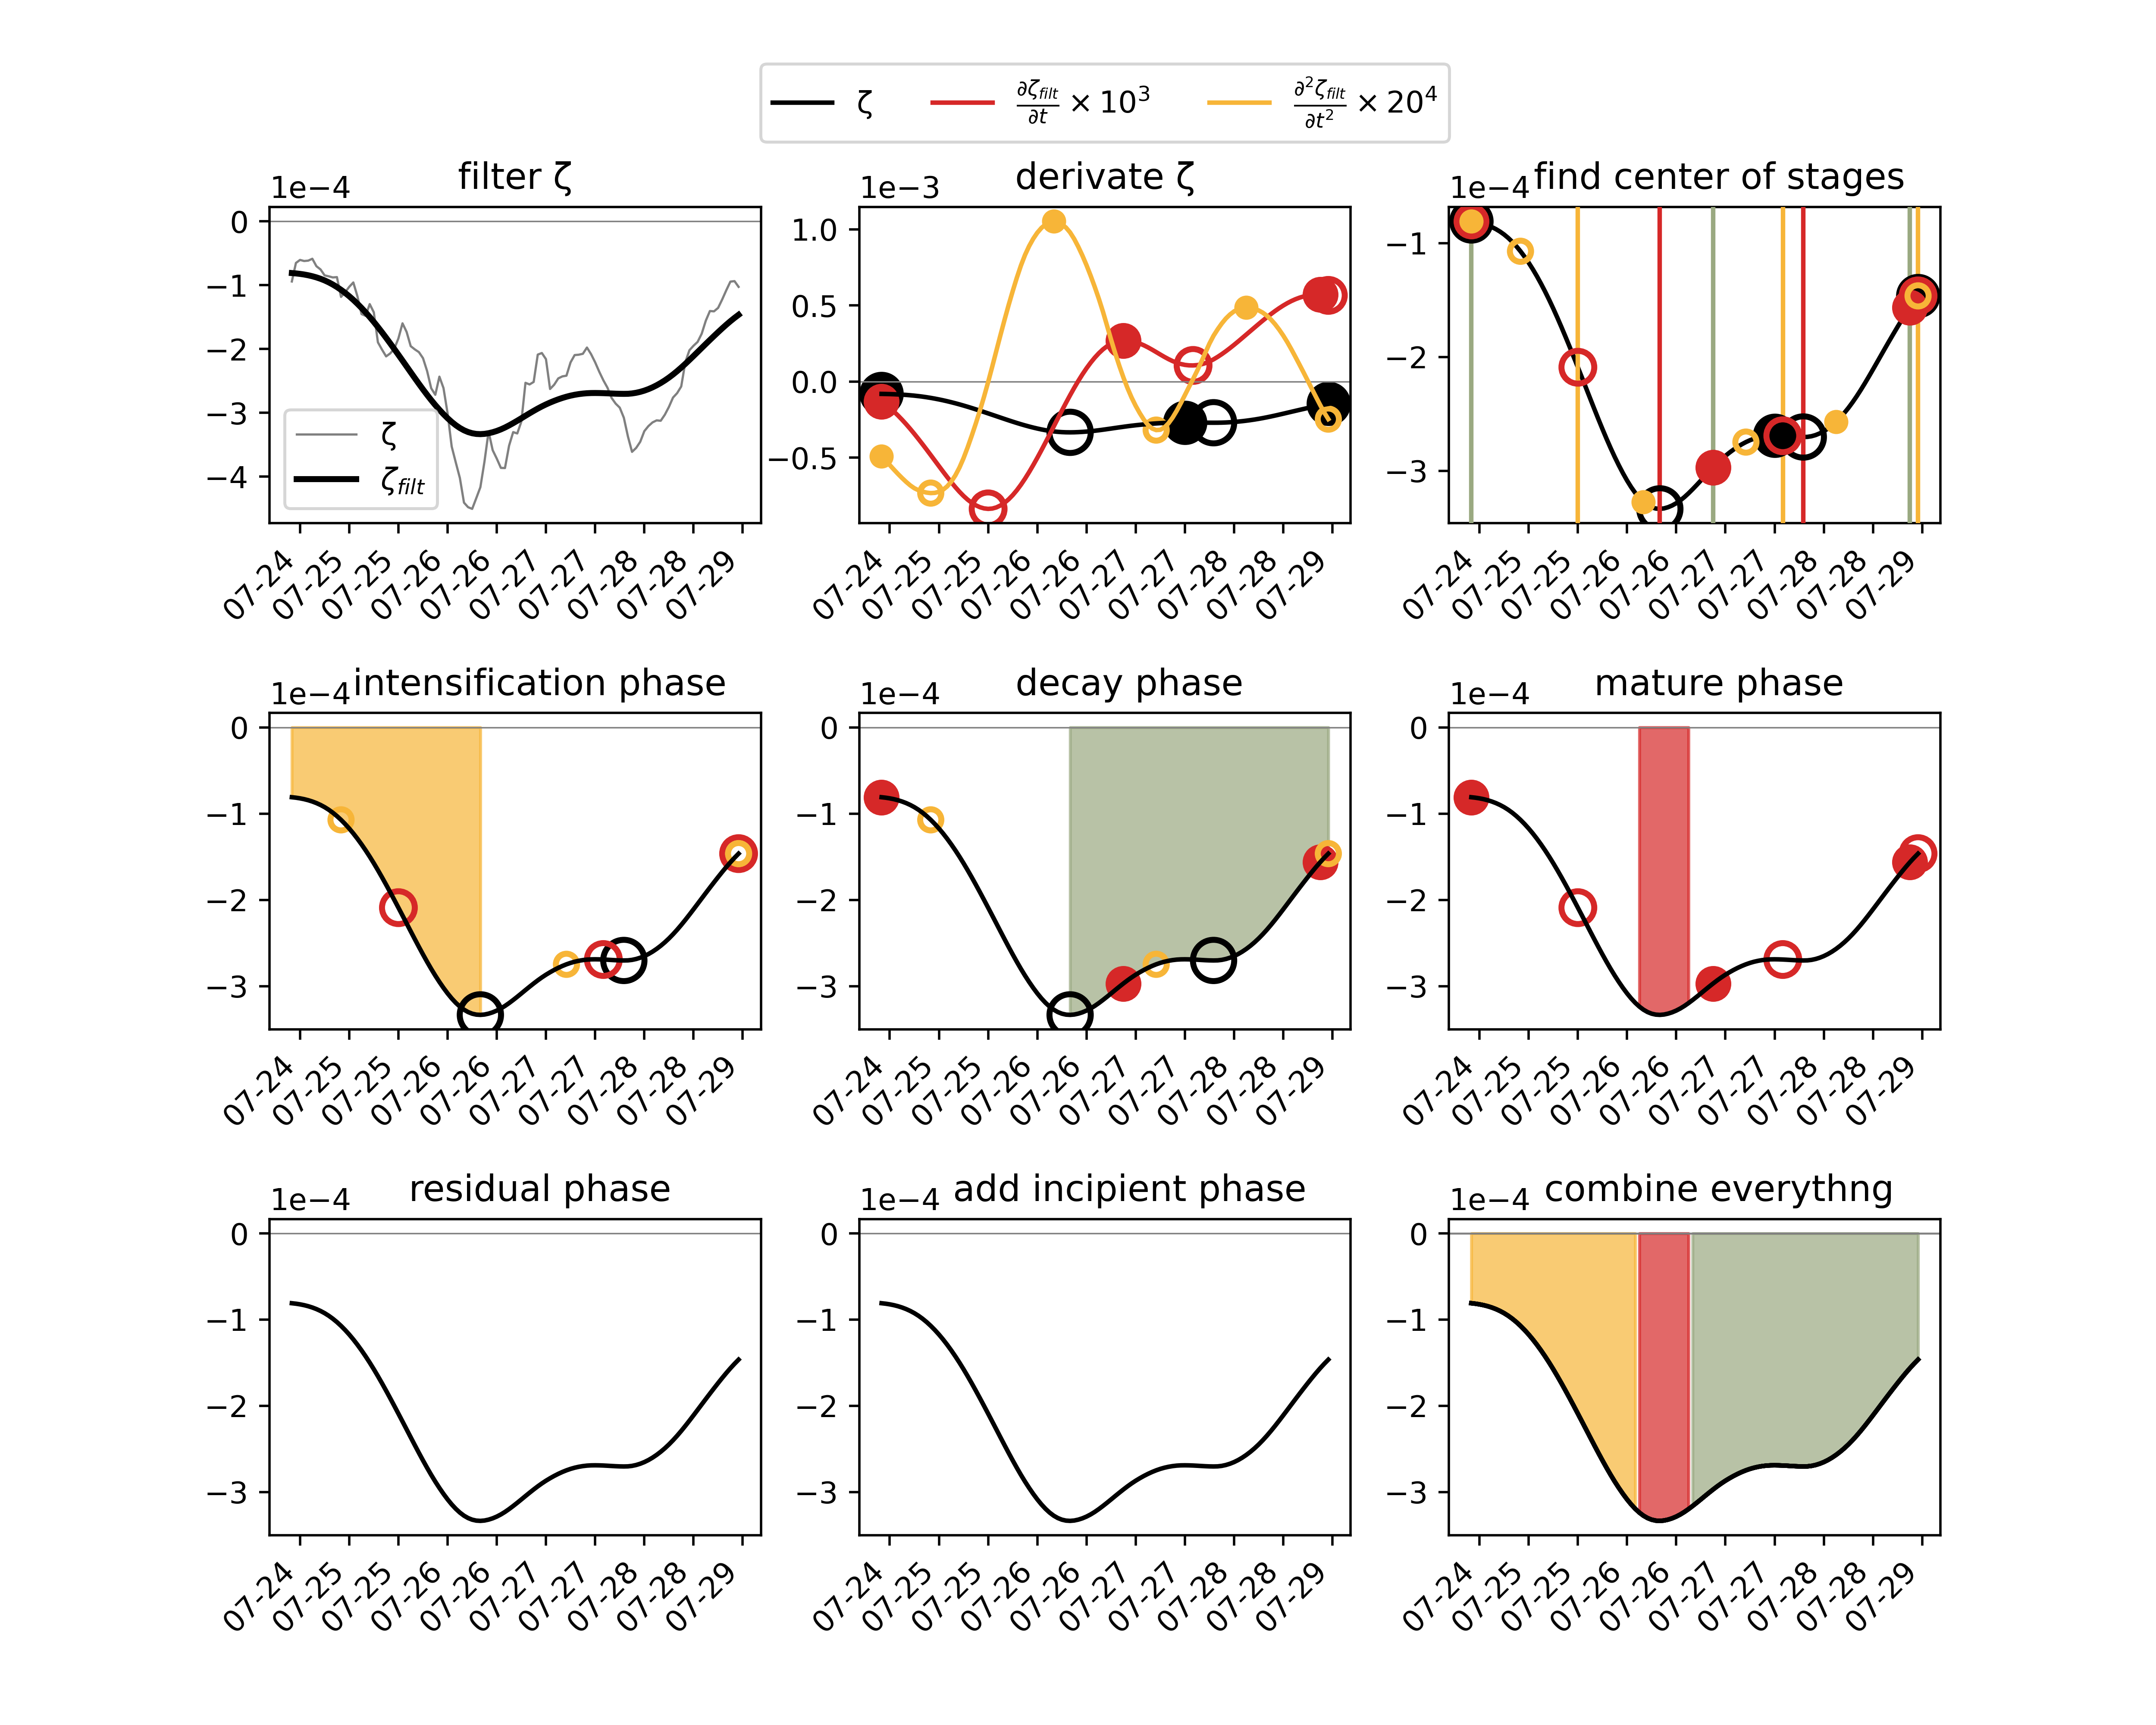 ζ ∂ζ_filt/∂t × 10³ ∂²ζ_filt/∂t² × 20⁴
filter ζ
1e−4
0
−1
−2
−3
−4
ζ
ζ_filt
07-24 07-25 07-25 07-26 07-26 07-27 07-27 07-28 07-28 07-29
derivate ζ
1e−3
1.0
0.5
0.0
−0.5
07-24 07-25 07-25 07-26 07-26 07-27 07-27 07-28 07-28 07-29
find center of stages
1e−4
−1
−2
−3
07-24 07-25 07-25 07-26 07-26 07-27 07-27 07-28 07-28 07-29
intensification phase
1e−4
0
−1
−2
−3
07-24 07-25 07-25 07-26 07-26 07-27 07-27 07-28 07-28 07-29
decay phase
1e−4
0
−1
−2
−3
07-24 07-25 07-25 07-26 07-26 07-27 07-27 07-28 07-28 07-29
mature phase
1e−4
0
−1
−2
−3
07-24 07-25 07-25 07-26 07-26 07-27 07-27 07-28 07-28 07-29
residual phase
1e−4
0
−1
−2
−3
07-24 07-25 07-25 07-26 07-26 07-27 07-27 07-28 07-28 07-29
add incipient phase
1e−4
0
−1
−2
−3
07-24 07-25 07-25 07-26 07-26 07-27 07-27 07-28 07-28 07-29
combine everythng
1e−4
0
−1
−2
−3
07-24 07-25 07-25 07-26 07-26 07-27 07-27 07-28 07-28 07-29